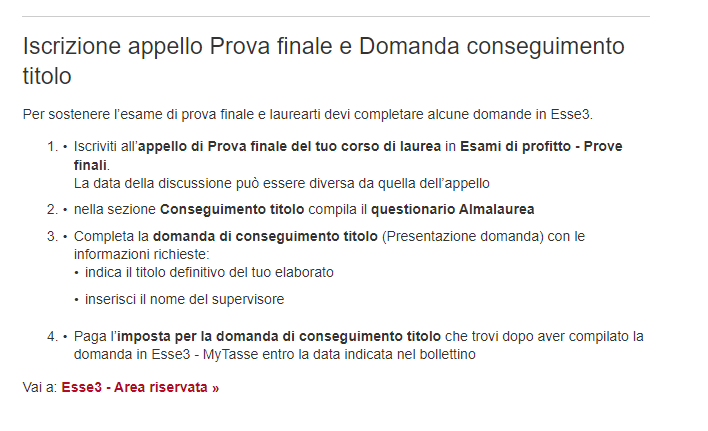 Iscrizione appello Prova finale e Domanda conseguimento
titolo
Per sostenere l'esame di prova finale e laurearti devi completare alcune domande in Esse3.
1. • Iscriviti all'appello di Prova finale del tuo corso di laurea in Esami di profitto - Prove
finali.
La data della discussione può essere diversa da quella dell'appello
2. • nella sezione Conseguimento titolo compila il questionario Almalaurea
3. • Completa la domanda di conseguimento titolo (Presentazione domanda) con le
informazioni richieste:
• indica il titolo definitivo del tuo elaborato
• inserisci il nome del supervisore
4. • Paga l'imposta per la domanda di conseguimento titolo che trovi dopo aver compilato la
domanda in Esse3 - MyTasse entro la data indicata nel bollettino
Vai a: Esse3 - Area riservata »